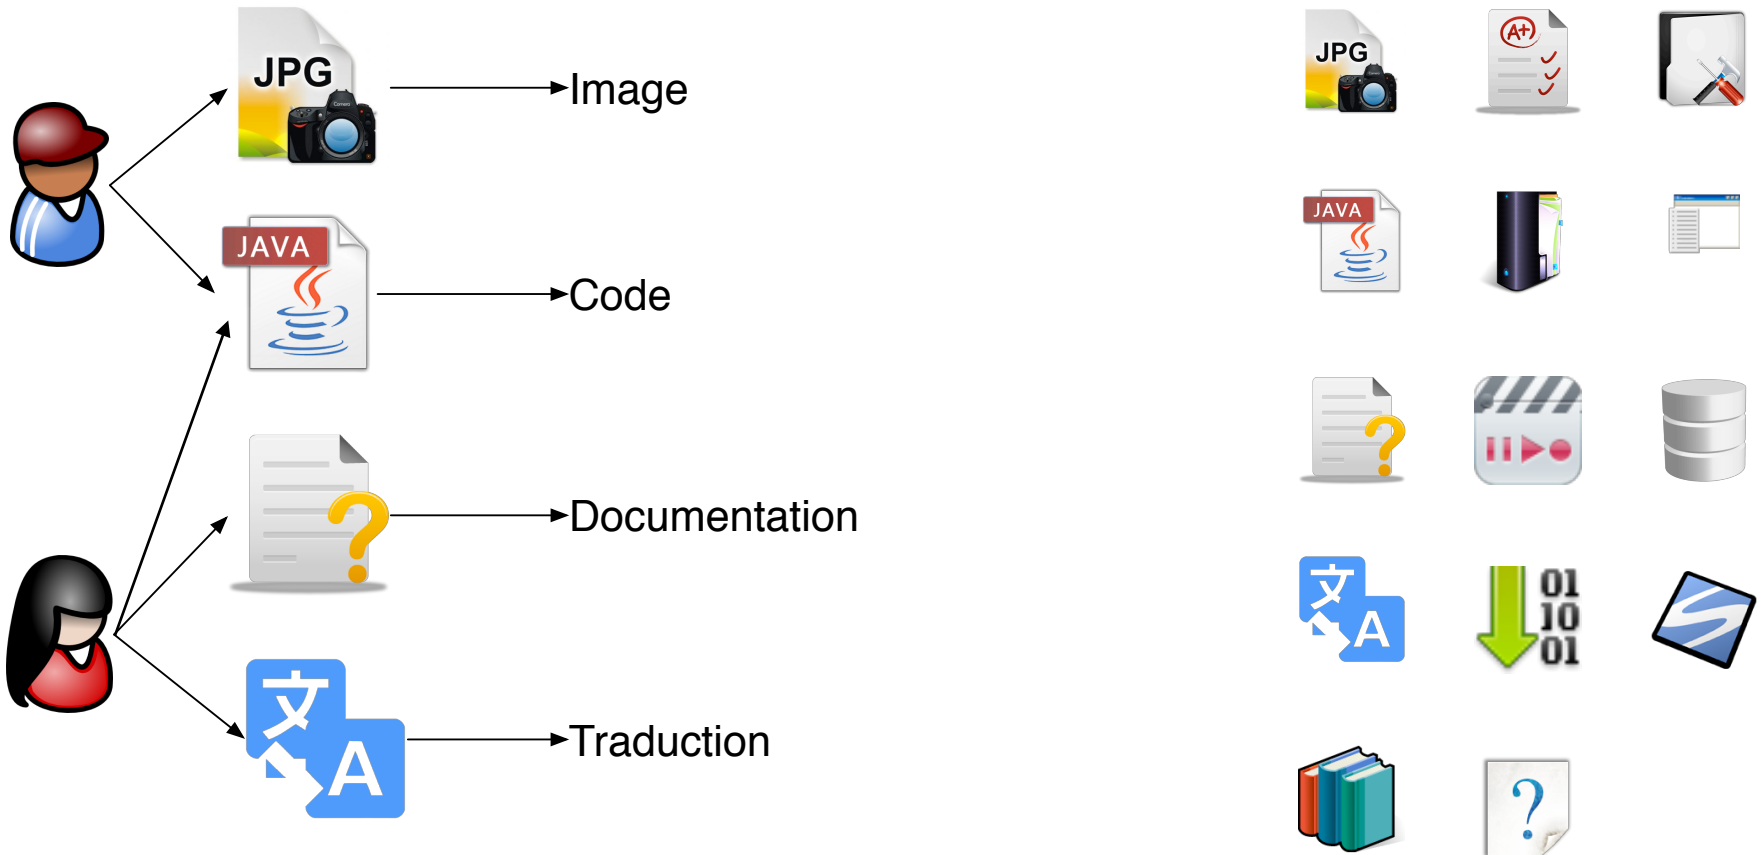 JPG
Image
JAVA
Code
Documentation
文
A
Traduction
JPG
A+
JAVA
?
文
A
01
10
01
?